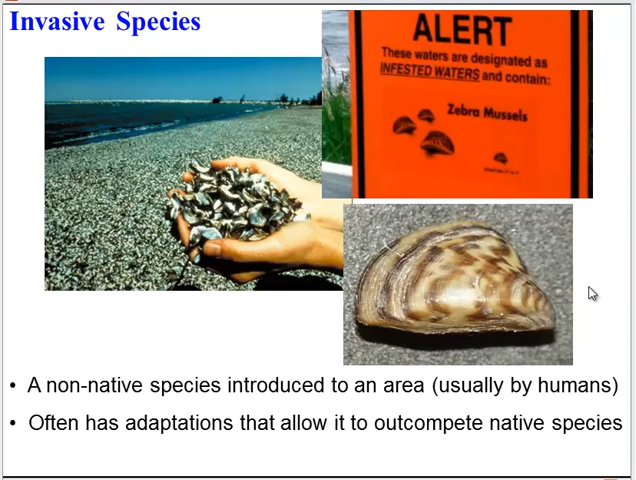 Invasive Species
ALERT
These waters are designated as
INFESTED WATERS and contain:
Zebra Mussels
• A non-native species introduced to an area (usually by humans)
• Often has adaptations that allow it to outcompete native species